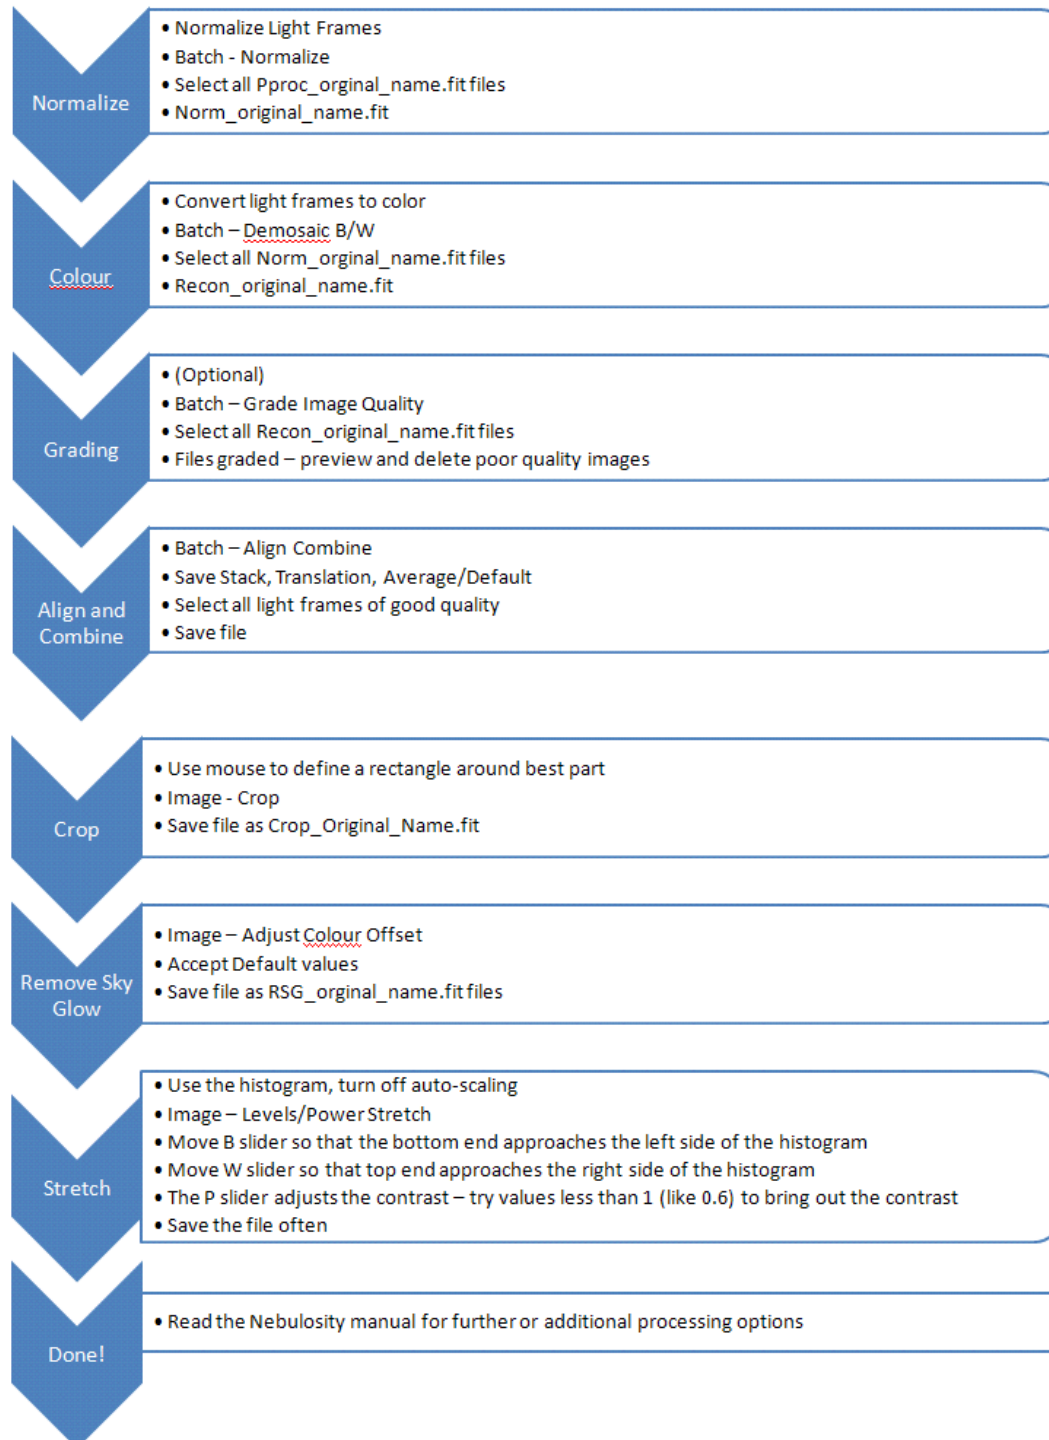 Normalize
• Normalize Light Frames
• Batch - Normalize
• Select all Pproc_orginal_name.fit files
• Norm_original_name.fit
Colour
• Convert light frames to color
• Batch – Demosaic B/W
• Select all Norm_orginal_name.fit files
• Recon_original_name.fit
Grading
• (Optional)
• Batch – Grade Image Quality
• Select all Recon_original_name.fit files
• Files graded – preview and delete poor quality images
Align and
Combine
• Batch – Align Combine
• Save Stack, Translation, Average/Default
• Select all light frames of good quality
• Save file
Crop
• Use mouse to define a rectangle around best part
• Image - Crop
• Save file as Crop_Original_Name.fit
Remove Sky
Glow
• Image – Adjust Colour Offset
• Accept Default values
• Save file as RSG_orginal_name.fit files
Stretch
• Use the histogram, turn off auto-scaling
• Image – Levels/Power Stretch
• Move B slider so that the bottom end approaches the left side of the histogram
• Move W slider so that top end approaches the right side of the histogram
• The P slider adjusts the contrast – try values less than 1 (like 0.6) to bring out the contrast
• Save the file often
Done!
• Read the Nebulosity manual for further or additional processing options